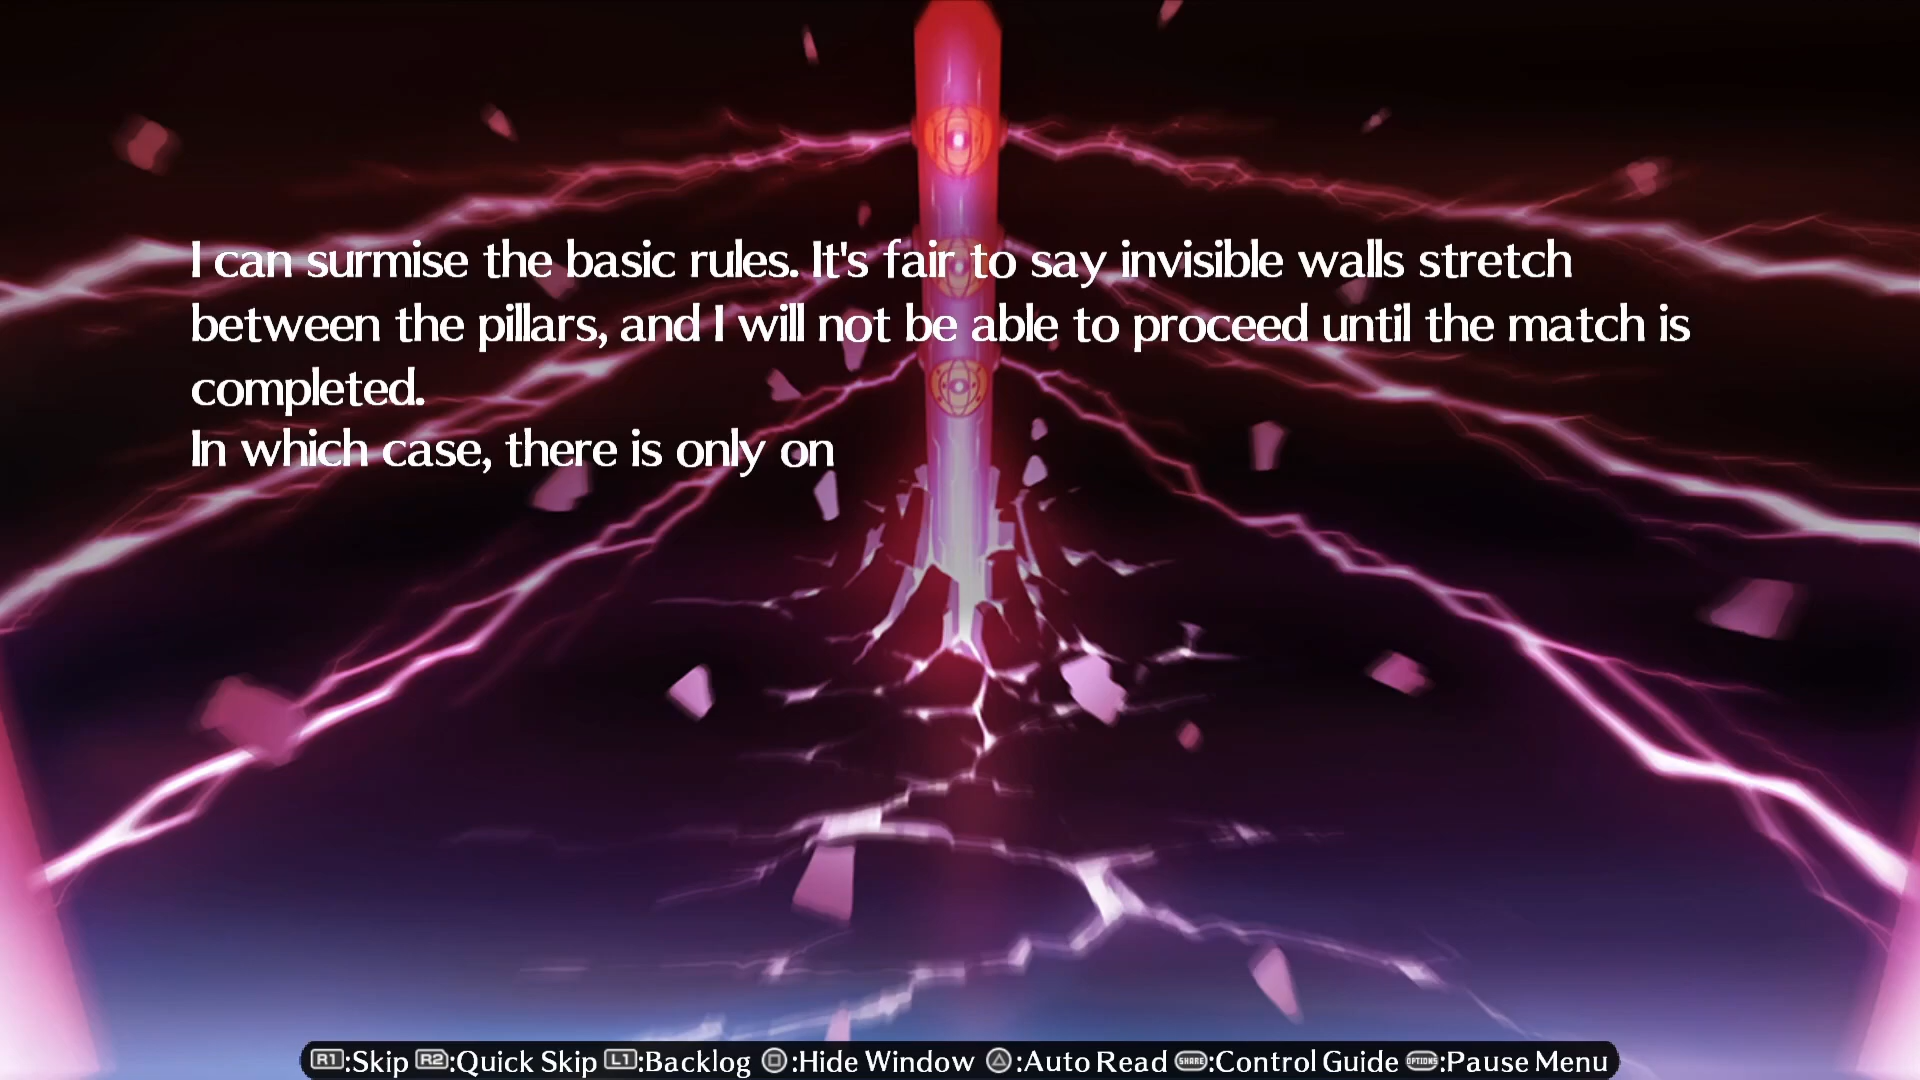 I can surmise the basic rules. It's fair to say invisible walls stretch
between the pillars, and I will not be able to proceed until the match is
completed.
In which case, there is only on
R1:Skip R2:Quick Skip L1:Backlog :Hide Window :Auto Read SHARE:Control Guide OPTIONS:Pause Menu